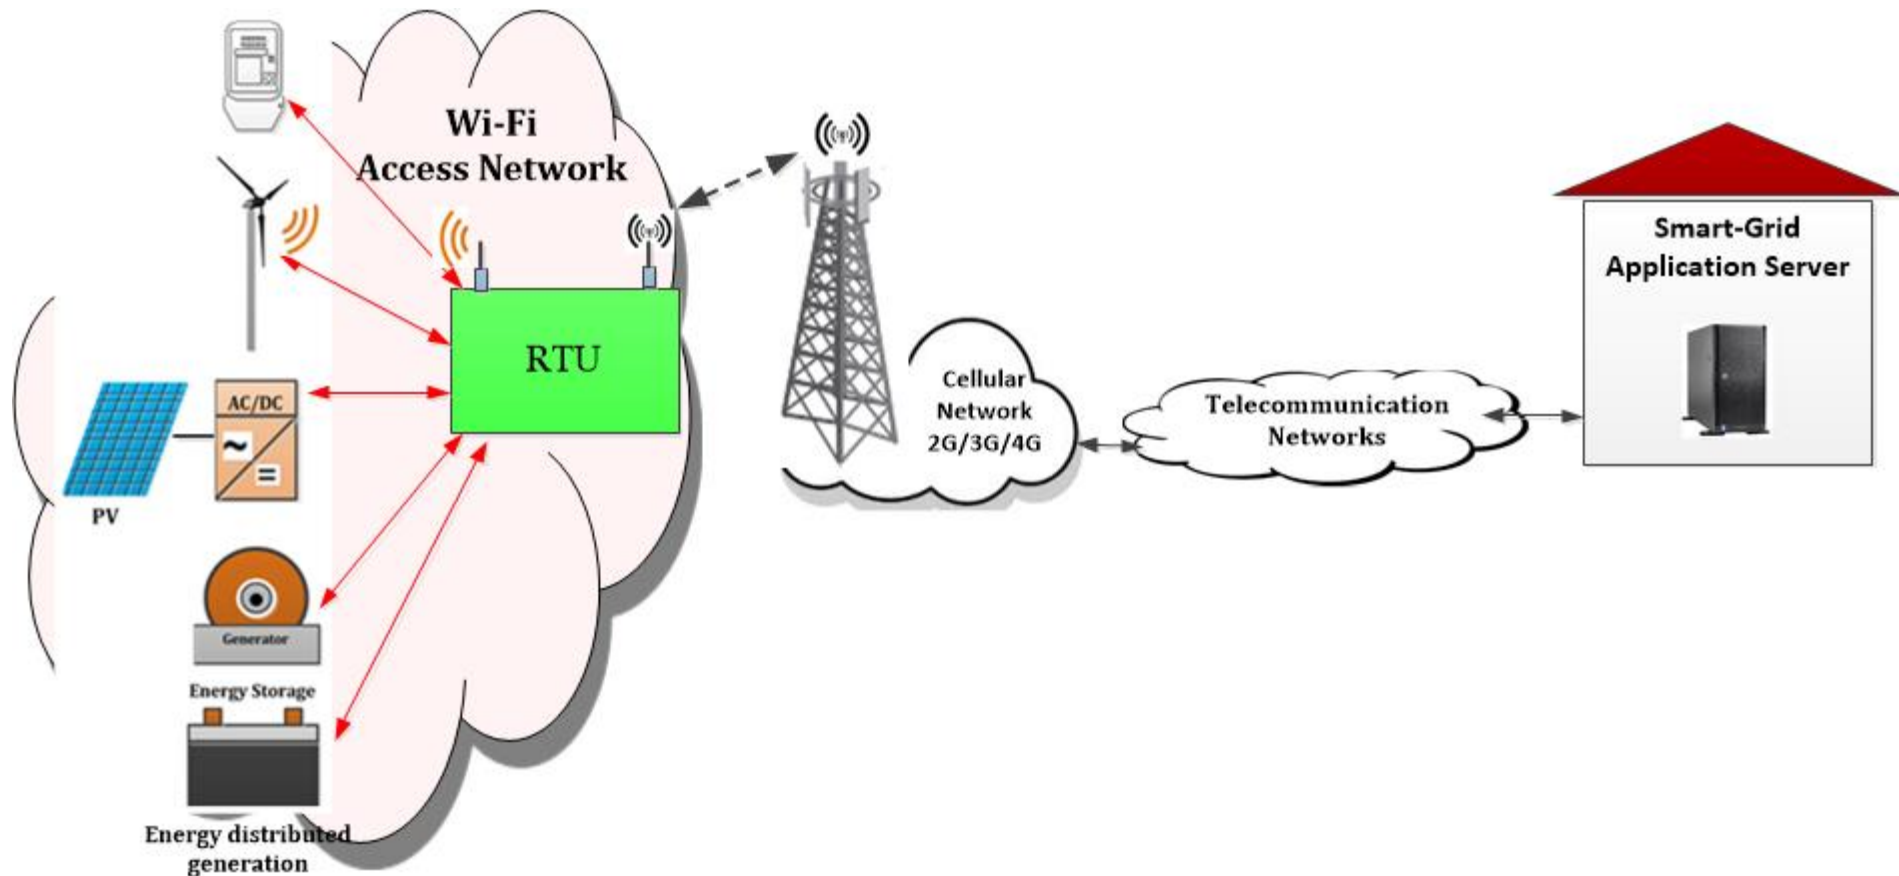 Wi-Fi
Access Network
RTU
AC/DC
~
=
PV
Generator
Energy Storage
Energy distributed
generation
Cellular
Network
2G/3G/4G
Telecommunication
Networks
Smart-Grid
Application Server